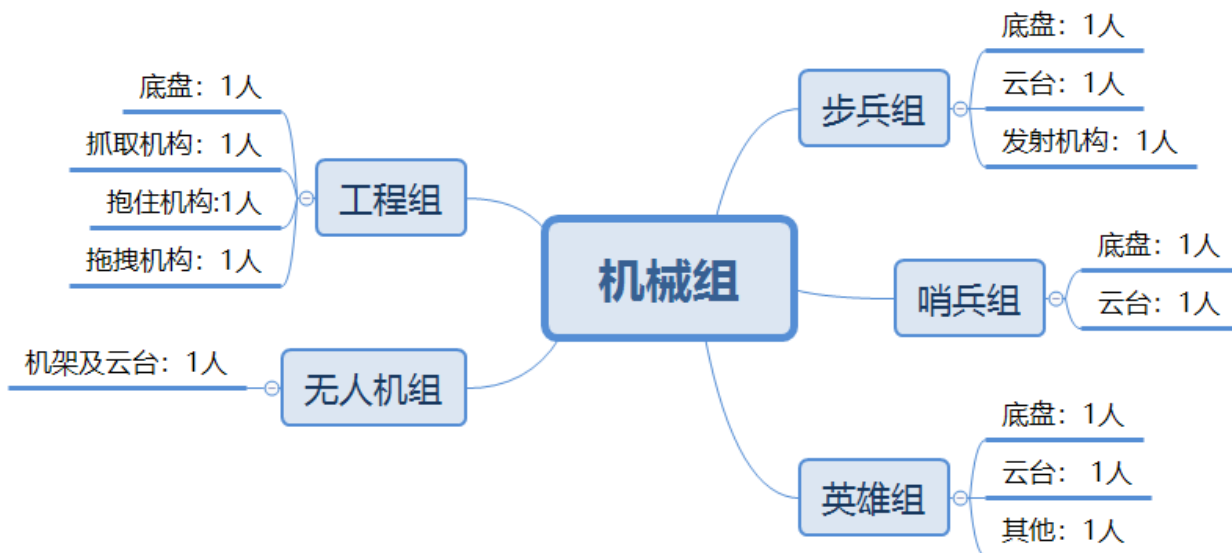 机械组
步兵组
底盘：1人
云台：1人
发射机构：1人
哨兵组
底盘：1人
云台：1人
英雄组
底盘：1人
云台： 1人
其他：1人
工程组
底盘：1人
抓取机构：1人
抱住机构:1人
拖拽机构：1人
无人机组
机架及云台：1人